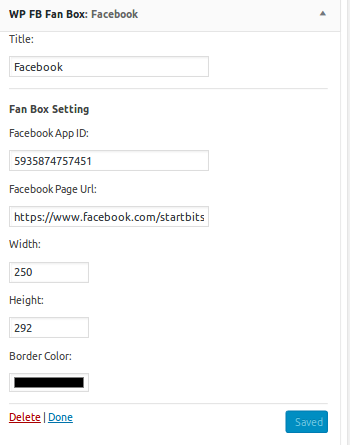 WP FB Fan Box: Facebook
Title:
Facebook
Fan Box Setting
Facebook App ID:
5935874757451
Facebook Page Url:
https://www.facebook.com/startbits
Width:
250
Height:
292
Border Color:
Delete | Done
Saved